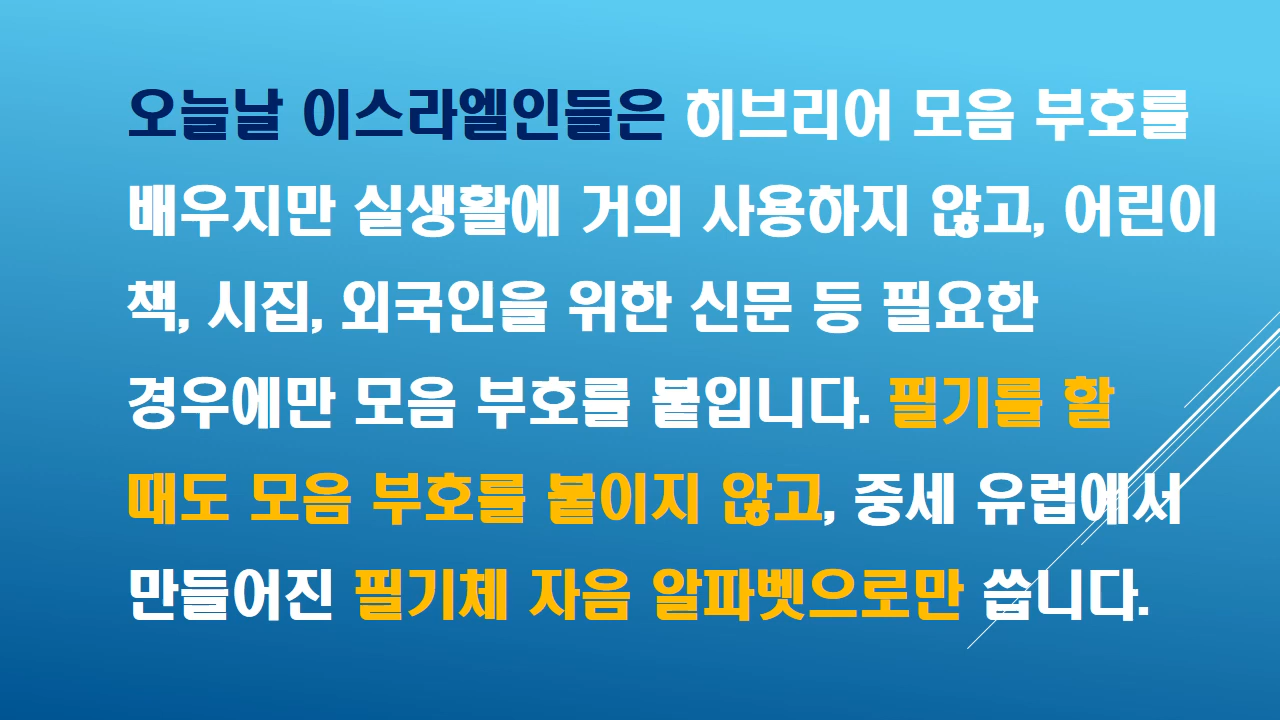 오늘날 이스라엘인들은 히브리어 모음 부호를
배우지만 실생활에 거의 사용하지 않고, 어린이
책, 시집, 외국인을 위한 신문 등 필요한
경우에만 모음 부호를 붙입니다. 필기를 할
때도 모음 부호를 붙이지 않고, 중세 유럽에서
만들어진 필기체 자음 알파벳으로만 씁니다.